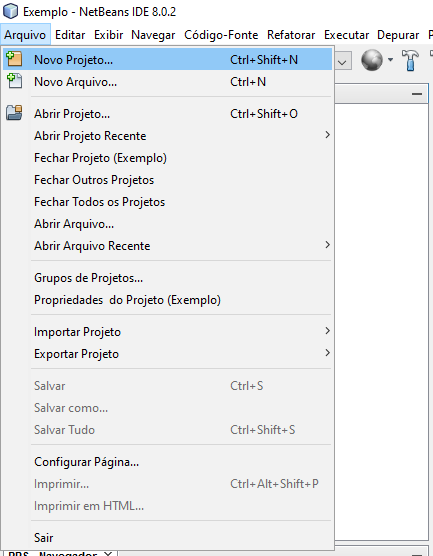 Exemplo - NetBeans IDE 8.0.2
Arquivo Editar Exibir Navegar Código-Fonte Refatorar Executar Depurar P
Novo Projeto... Ctrl+Shift+N
Novo Arquivo... Ctrl+N
Abrir Projeto... Ctrl+Shift+O
Abrir Projeto Recente
Fechar Projeto (Exemplo)
Fechar Outros Projetos
Fechar Todos os Projetos
Abrir Arquivo...
Abrir Arquivo Recente
Grupos de Projetos...
Propriedades do Projeto (Exemplo)
Importar Projeto
Exportar Projeto
Salvar Ctrl+S
Salvar como...
Salvar Tudo Ctrl+Shift+S
Configurar Página...
Imprimir... Ctrl+Alt+Shift+P
Imprimir em HTML...
Sair
Navegador